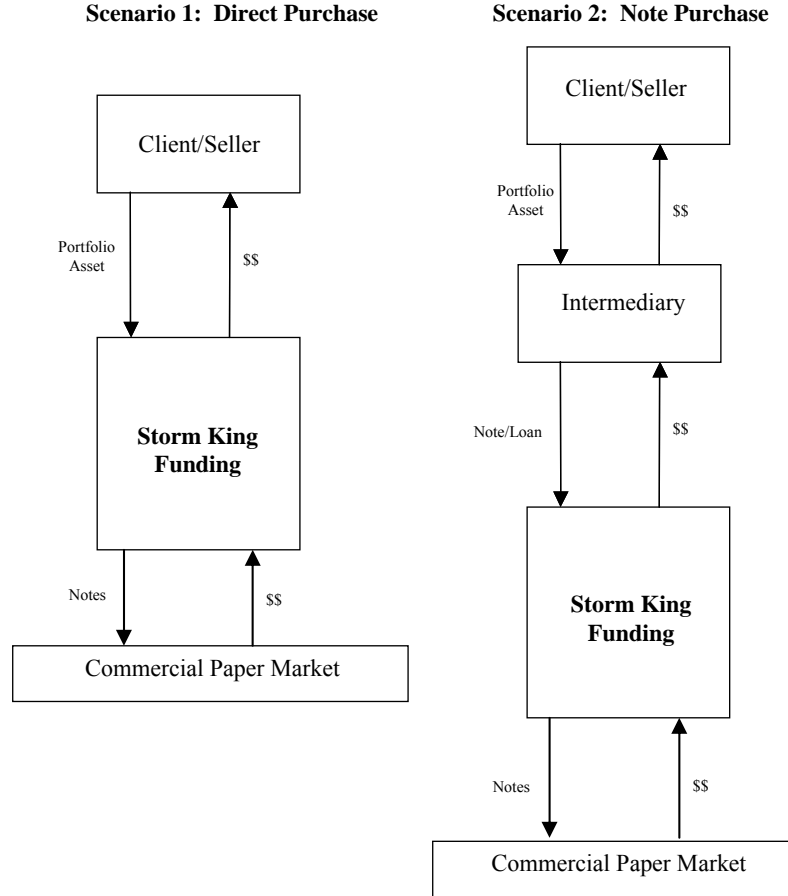 Scenario 1: Direct Purchase
Client/Seller
Portfolio
Asset
$$
Storm King
Funding
Notes
$$
Commercial Paper Market
Scenario 2: Note Purchase
Client/Seller
Portfolio
Asset
$$
Intermediary
Note/Loan
$$
Storm King
Funding
Notes
$$
Commercial Paper Market